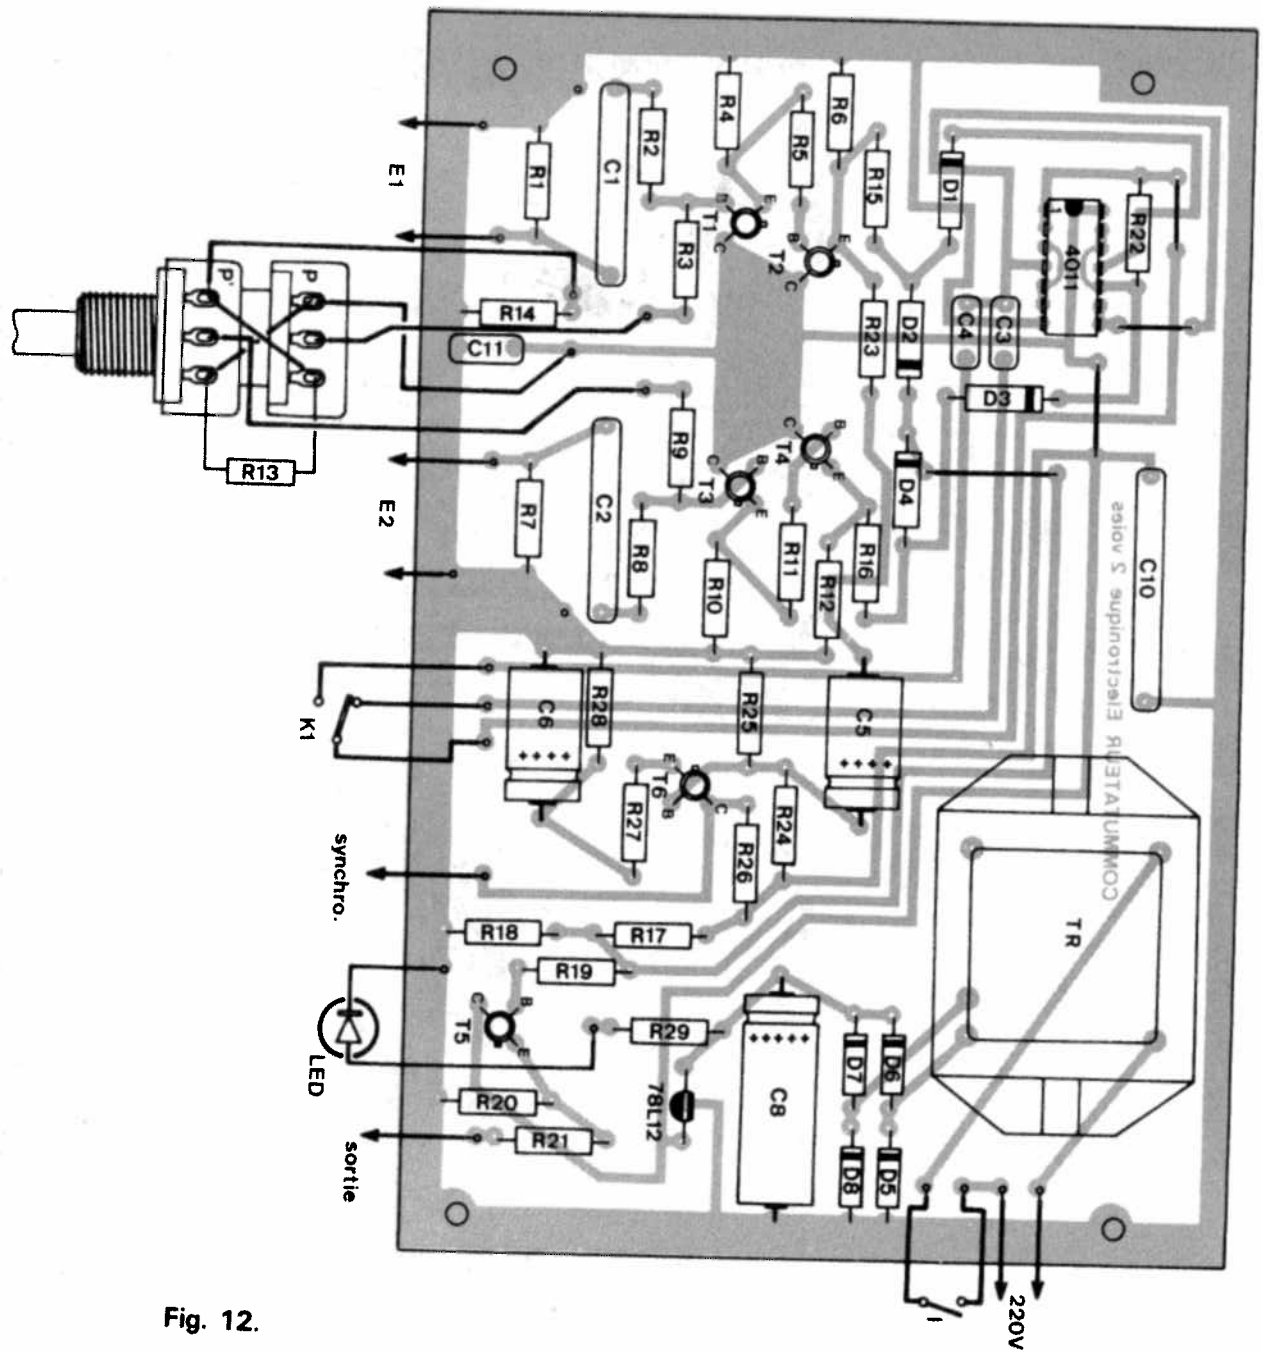 R4
R6
R2
R5
C1
R1
R15
D1
1
4011
R22
E1
B
E
T1
C
R3
B
E
T2
C
P'
P
R14
C11
R23
D2
C4
C3
D3
R9
R13
C
B
T4
E
C
B
T3
E
D4
E2
R7
C2
R8
R10
R11
R12
R16
C10
COMMUTATEUR Electronique 2 voies
K1
C6
++++
R28
R25
C5
++++
E
T6
B
C
R27
R26
R24
synchro.
R18
R17
R19
TR
C
B
T5
E
R29
LED
+++++
C8
D7
D6
78L12
R20
R21
sortie
D8
D5
I
220V
Fig. 12.